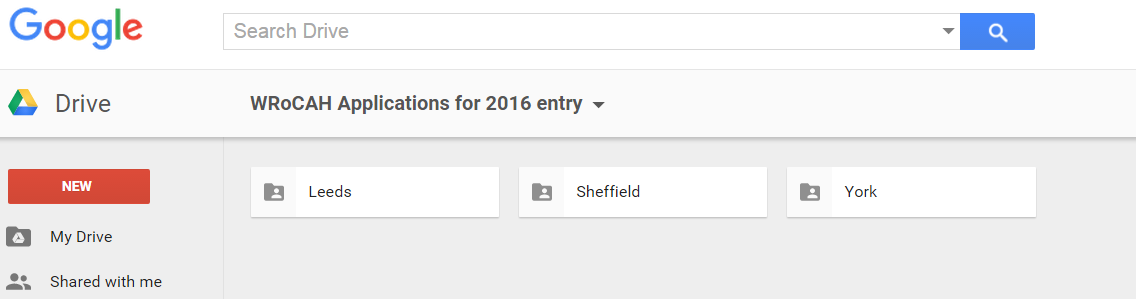 Google
Search Drive
Drive
WRoCAH Applications for 2016 entry
NEW
Leeds
Sheffield
York
My Drive
Shared with me